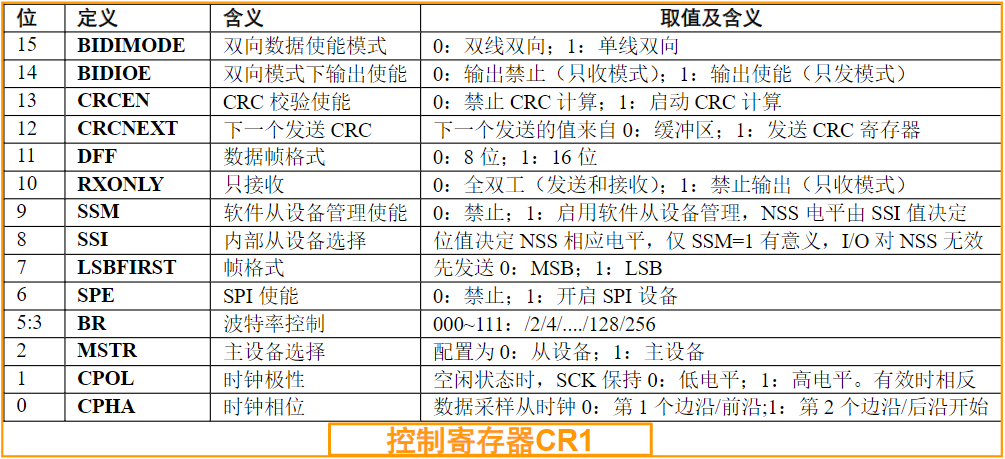 位 定义 含义 取值及含义
15 BIDIMODE 双向数据使能模式 0：双线双向；1：单线双向
14 BIDIOE 双向模式下输出使能 0：输出禁止（只收模式）；1：输出使能（只发模式）
13 CRCEN CRC 校验使能 0：禁止 CRC 计算；1：启动 CRC 计算
12 CRCNEXT 下一个发送 CRC 下一个发送的值来自 0：缓冲区；1：发送 CRC 寄存器
11 DFF 数据帧格式 0：8 位；1：16 位
10 RXONLY 只接收 0：全双工（发送和接收）；1：禁止输出（只收模式）
9 SSM 软件从设备管理使能 0：禁止；1：启用软件从设备管理，NSS 电平由 SSI 值决定
8 SSI 内部从设备选择 位值决定 NSS 相应电平，仅 SSM=1 有意义，I/O 对 NSS 无效
7 LSBFIRST 帧格式 先发送 0：MSB；1：LSB
6 SPE SPI 使能 0：禁止；1：开启 SPI 设备
5:3 BR 波特率控制 000~111：/2/4/..../128/256
2 MSTR 主设备选择 配置为 0：从设备；1：主设备
1 CPOL 时钟极性 空闲状态时，SCK 保持 0：低电平；1：高电平。有效时相反
0 CPHA 时钟相位 数据采样从时钟 0：第 1 个边沿/前沿;1：第 2 个边沿/后沿开始
控制寄存器CR1